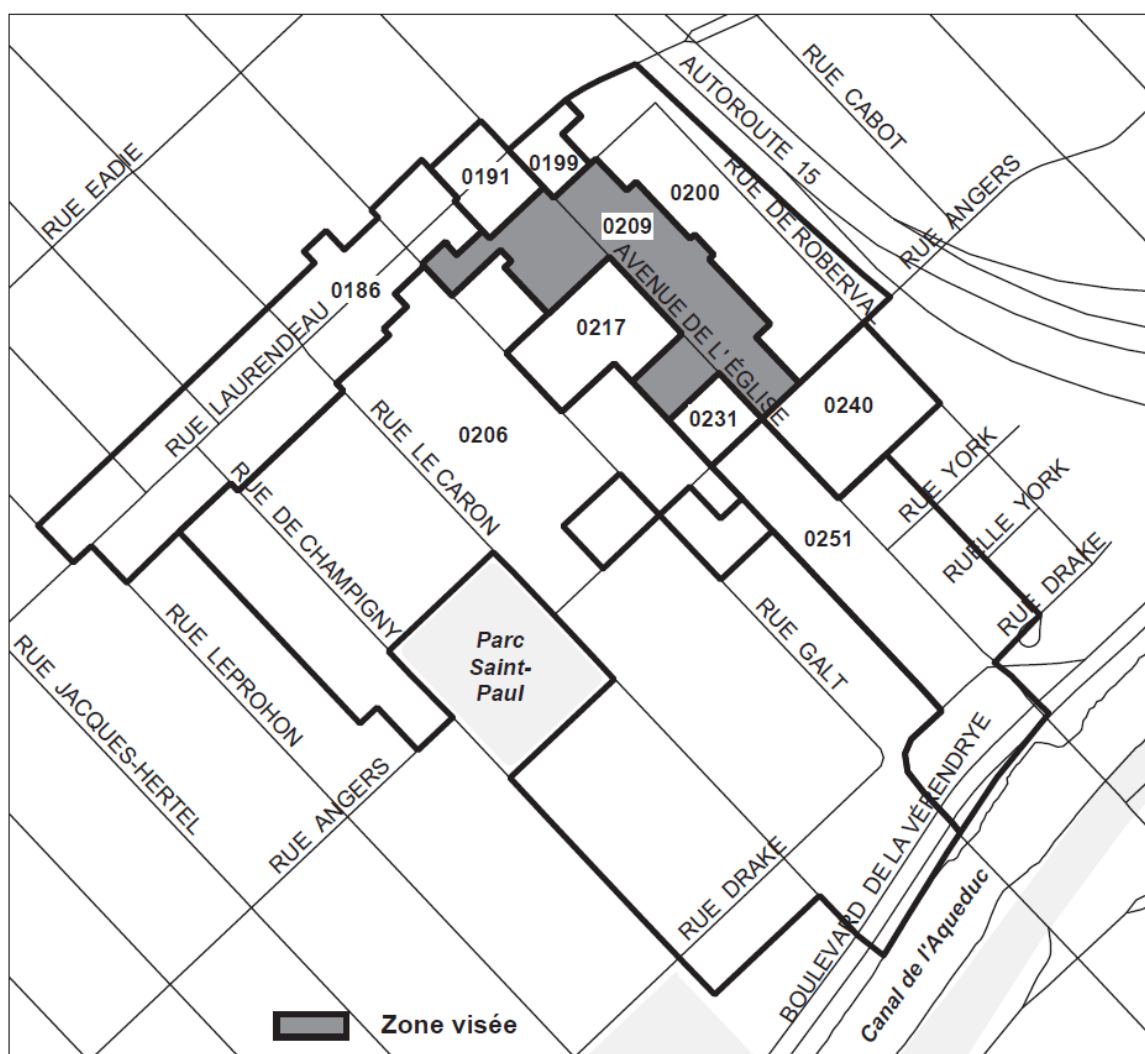 RUE CABOT
AUTOROUTE 15
RUE EADIE
0199
0191
0200
RUE DE ROBERVAL
RUE ANGERS
0209
0186
AVENUE DE L'ÉGLISE
0217
RUE LAURENDEAU
0240
0231
0206
RUE LE CARON
RUE YORK
RUELLE YORK
RUE DE CHAMPIGNY
0251
RUE DRAKE
RUE LEPROHON
RUE JACQUES-HERTEL
Parc
Saint-
Paul
RUE GALT
RUE ANGERS
BOULEVARD DE LA VÉRENDRYE
RUE DRAKE
Canal de l'Aqueduc
Zone visée